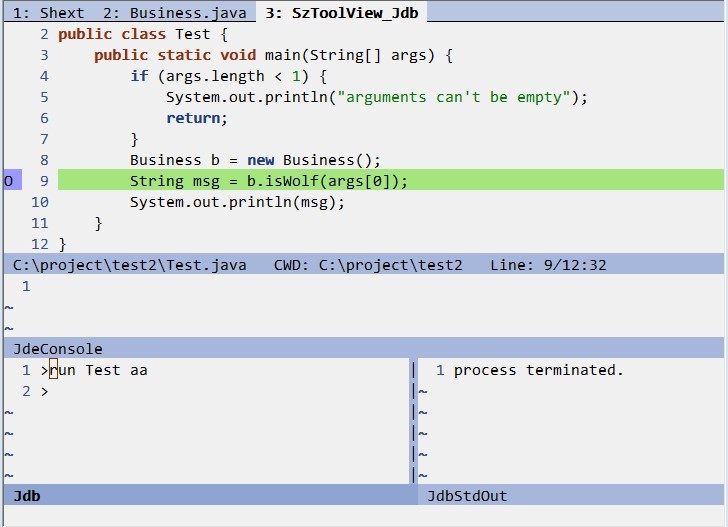 1: Shext  2: Business.java  3: SzToolView_Jdb
2 public class Test {
3     public static void main(String[] args) {
4         if (args.length < 1) {
5             System.out.println("arguments can't be empty");
6             return;
7         }
8         Business b = new Business();
O 9         String msg = b.isWolf(args[0]);
10         System.out.println(msg);
11     }
12 }
C:\project\test2\Test.java   CWD: C:\project\test2   Line: 9/12:32
1
~
~
JdeConsole
1 >run Test aa
2 >
~
~
~
~
Jdb
1 process terminated.
~
~
~
~
~
JdbStdOut